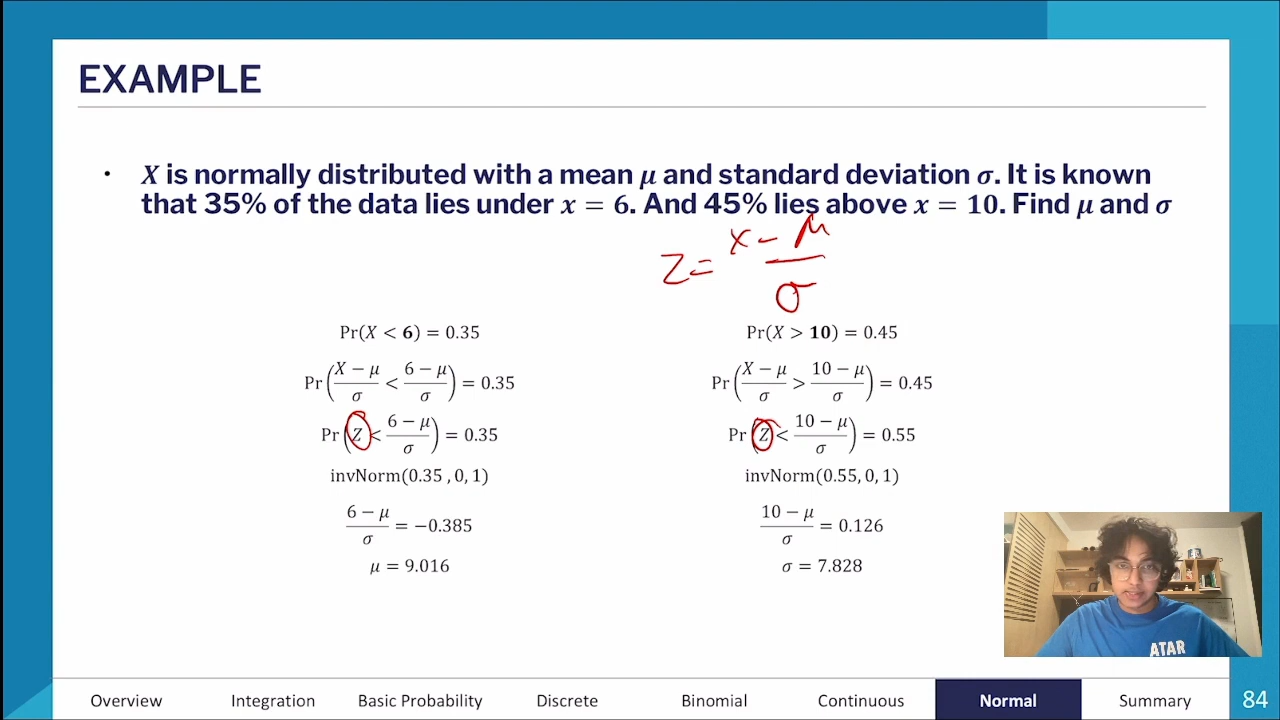 EXAMPLE
• X is normally distributed with a mean μ and standard deviation σ. It is known
that 35% of the data lies under x = 6. And 45% lies above x = 10. Find μ and σ
z = x − μ / σ
Pr(X < 6) = 0.35
Pr((X − μ)/σ < (6 − μ)/σ) = 0.35
Pr(Z < (6 − μ)/σ) = 0.35
invNorm(0.35 , 0, 1)
(6 − μ)/σ = −0.385
μ = 9.016
Pr(X > 10) = 0.45
Pr((X − μ)/σ > (10 − μ)/σ) = 0.45
Pr(Z < (10 − μ)/σ) = 0.55
invNorm(0.55, 0, 1)
(10 − μ)/σ = 0.126
σ = 7.828
ATAR
Overview Integration Basic Probability Discrete Binomial Continuous Normal Summary 84